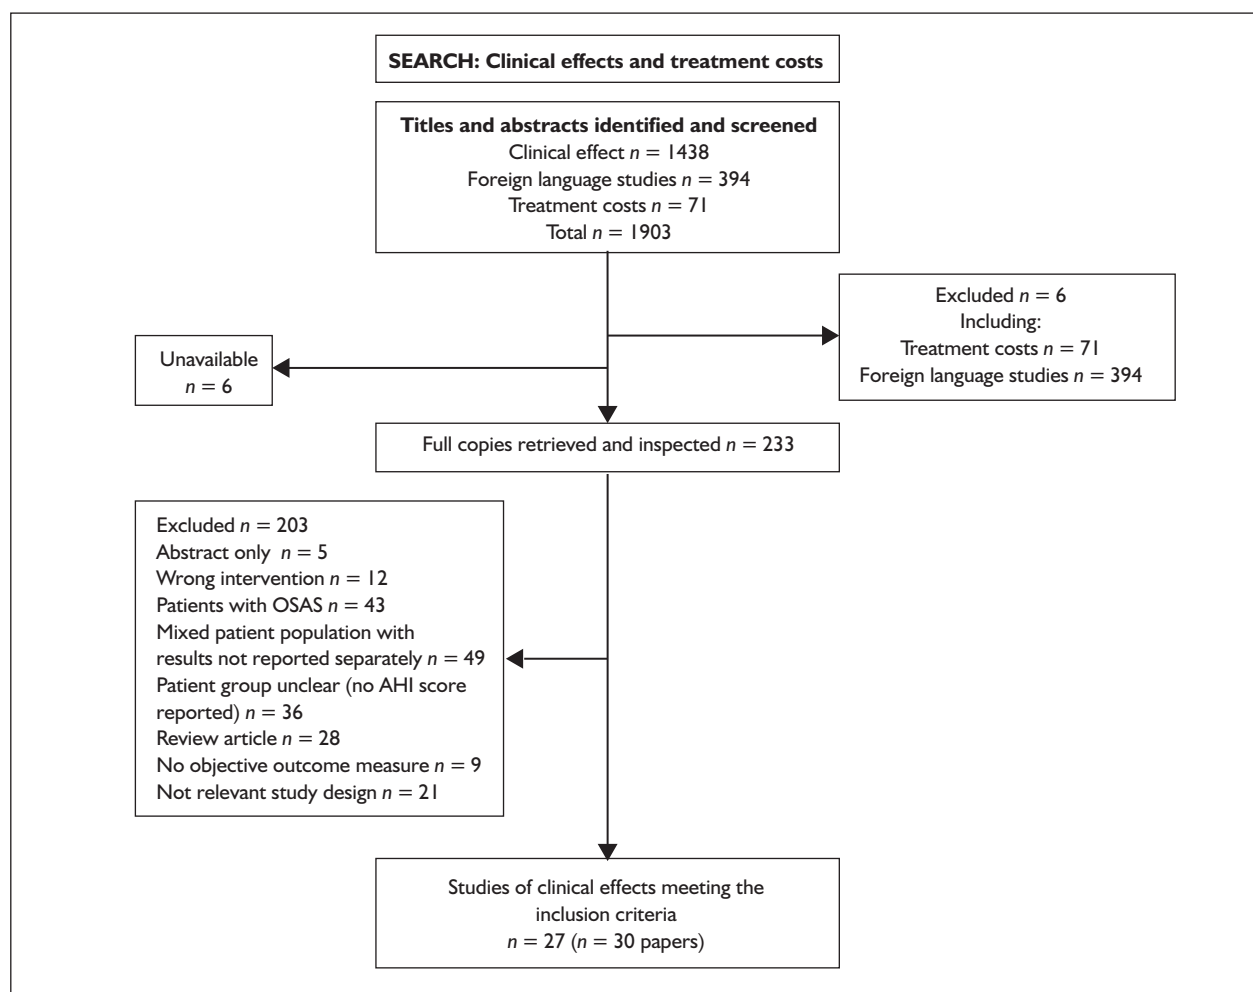 SEARCH: Clinical effects and treatment costs
Titles and abstracts identified and screened
Clinical effect n = 1438
Foreign language studies n = 394
Treatment costs n = 71
Total n = 1903
Excluded n = 6
Including:
Treatment costs n = 71
Foreign language studies n = 394
Unavailable
n = 6
Full copies retrieved and inspected n = 233
Excluded n = 203
Abstract only n = 5
Wrong intervention n = 12
Patients with OSAS n = 43
Mixed patient population with
results not reported separately n = 49
Patient group unclear (no AHI score
reported) n = 36
Review article n = 28
No objective outcome measure n = 9
Not relevant study design n = 21
Studies of clinical effects meeting the
inclusion criteria
n = 27 (n = 30 papers)